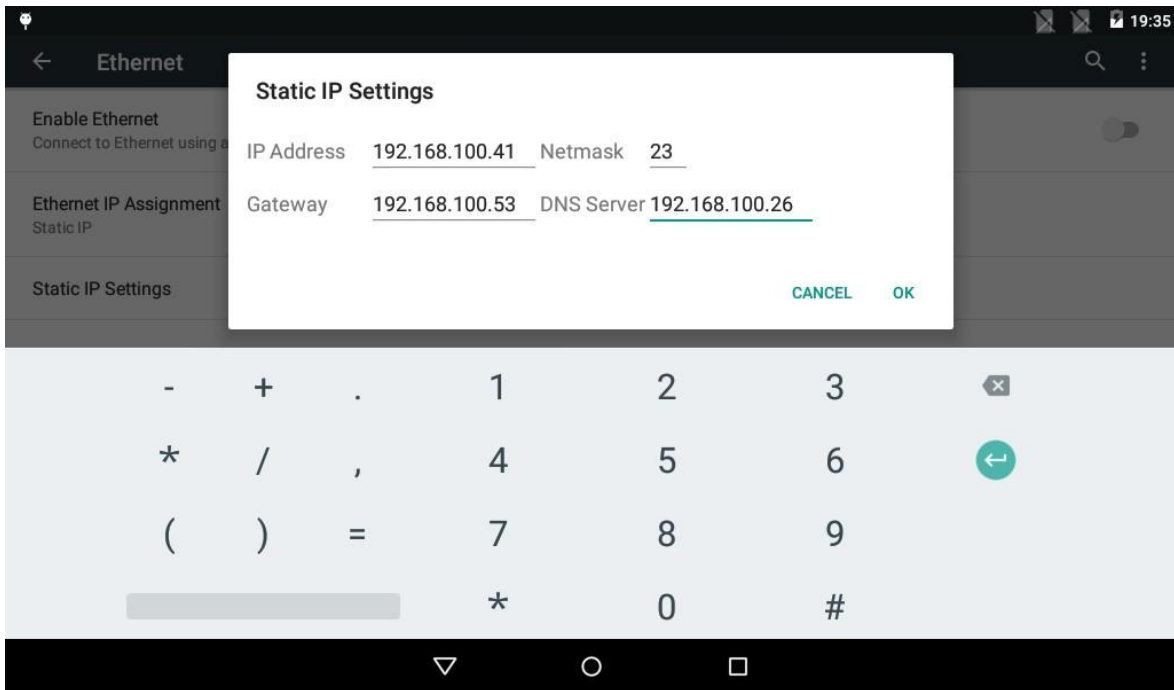 19:35
Ethernet
Static IP Settings
Enable Ethernet
Connect to Ethernet using a
IP Address 192.168.100.41 Netmask 23
Ethernet IP Assignment
Static IP
Gateway 192.168.100.53 DNS Server 192.168.100.26
Static IP Settings
CANCEL OK
- + . 1 2 3
* / , 4 5 6
( ) = 7 8 9
* 0 #